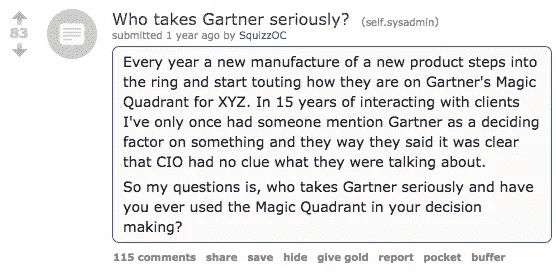 Who takes Gartner seriously? (self.sysadmin)
83
submitted 1 year ago by SquizzOC
Every year a new manufacture of a new product steps into
the ring and start touting how they are on Gartner's Magic
Quadrant for XYZ. In 15 years of interacting with clients
I've only once had someone mention Gartner as a deciding
factor on something and they way they said it was clear
that CIO had no clue what they were talking about.
So my questions is, who takes Gartner seriously and have
you ever used the Magic Quadrant in your decision
making?
115 comments share save hide give gold report pocket buffer